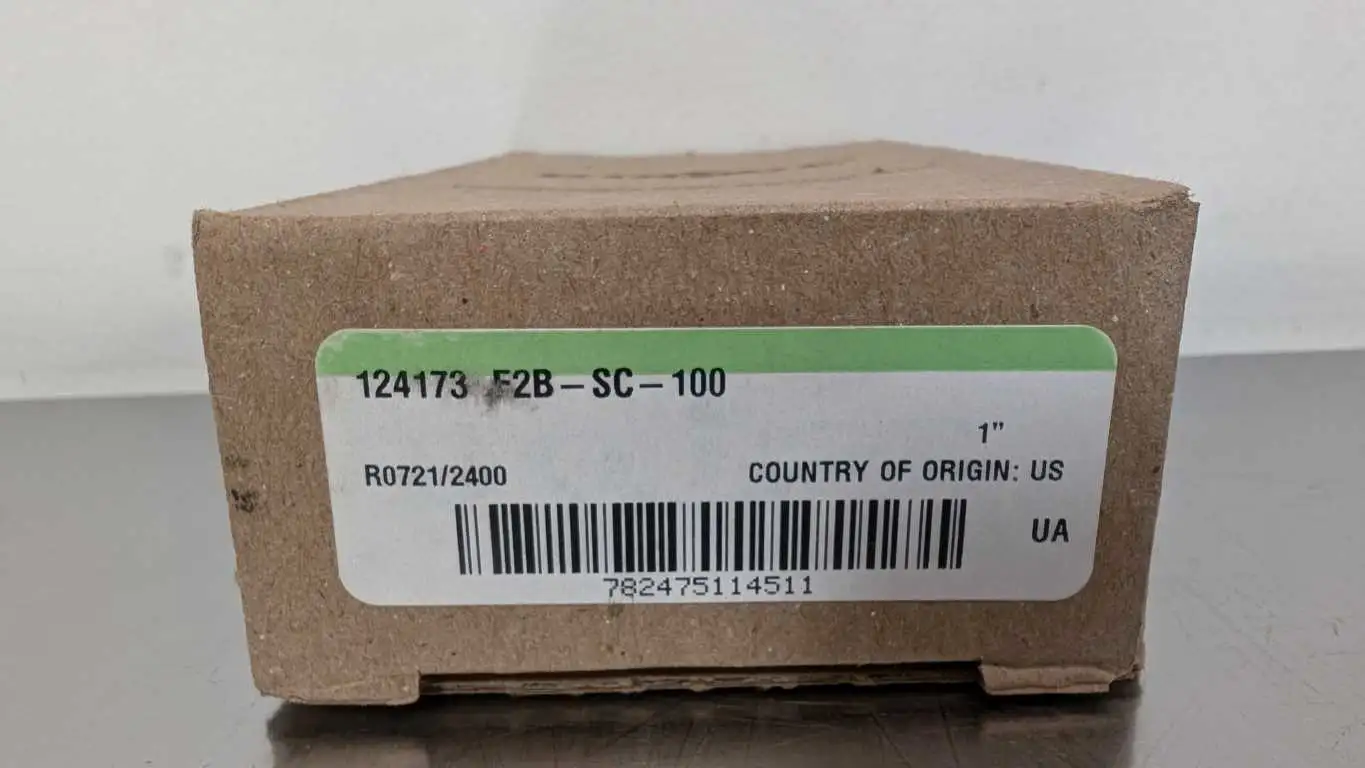 124173 F2B-SC-100
1"
R0721/2400
COUNTRY OF ORIGIN: US
UA
782475114511